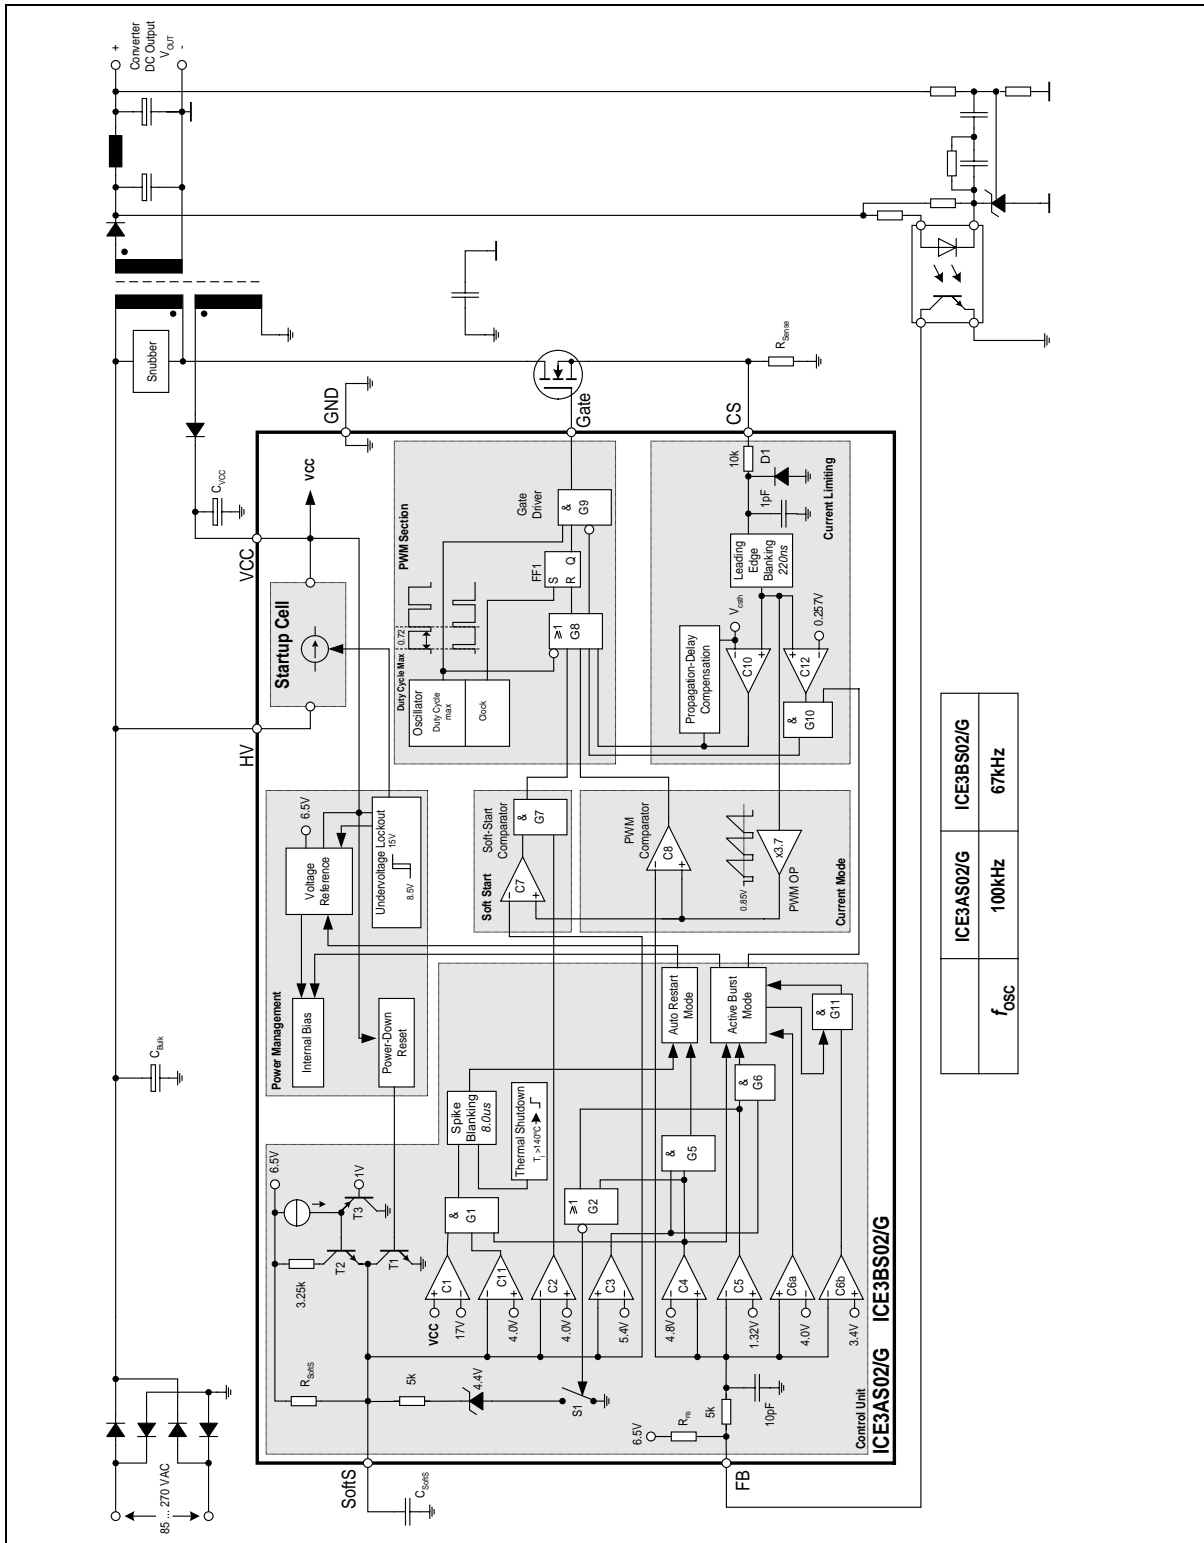 85 ... 270 VAC
C_Bulk
Snubber
+
Converter
DC Output
V_OUT
-
C_VCC
HV
VCC
GND
Startup Cell
VCC
Power Management
Internal Bias
Voltage
Reference
6.5V
Power-Down
Reset
Undervoltage Lockout
15V
8.5V
SoftS
C_SoftS
R_SoftS
3.25k
6.5V
T2
T3
1V
T1
5k
4.4V
S1
VCC
17V
C1
4.0V
C11
4.0V
C2
5.4V
C3
4.8V
C4
1.32V
C5
4.0V
C6a
3.4V
C6b
&
G1
≥1
G2
Spike
Blanking
8.0us
Thermal Shutdown
Tj >140°C
&
G5
&
G6
Auto Restart
Mode
Active Burst
Mode
&
G11
6.5V
R_FB
5k
10pF
FB
Control Unit
Soft Start
Soft-Start
Comparator
C7
&
G7
PWM
Comparator
C8
0.85V
x3.7
PWM OP
Current Mode
PWM Section
Duty Cycle Max
0.72
Oscillator
Duty Cycle
max
Clock
≥1
G8
FF1
S
R Q
Gate
Driver
&
G9
Gate
Propagation-Delay
Compensation
V_csth
C10
C12
0.257V
&
G10
Leading
Edge
Blanking
220ns
10k
D1
1pF
Current Limiting
CS
R_Sense
ICE3AS02/G ICE3BS02/G
ICE3AS02/G ICE3BS02/G
f_OSC 100kHz 67kHz